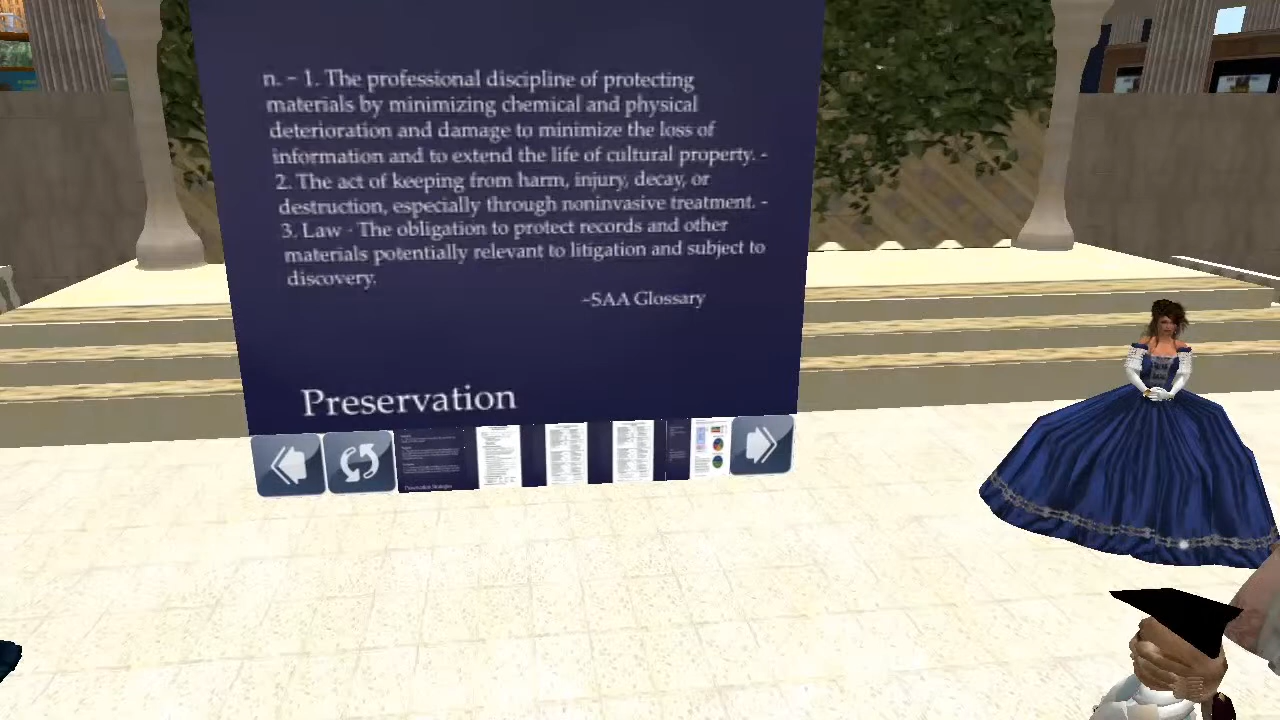 n. - 1. The professional discipline of protecting
materials by minimizing chemical and physical
deterioration and damage to minimize the loss of
information and to extend the life of cultural property. -
2. The act of keeping from harm, injury, decay, or
destruction, especially through noninvasive treatment. -
3. Law - The obligation to protect records and other
materials potentially relevant to litigation and subject to
discovery.
~SAA Glossary
Preservation